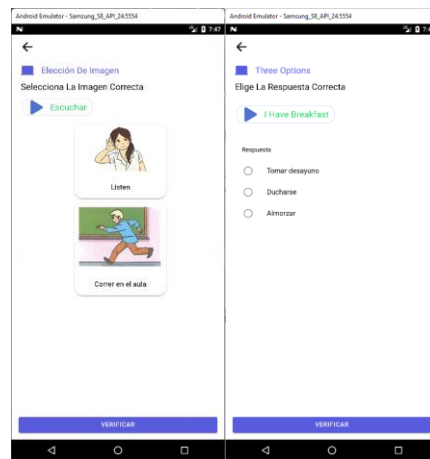 Android Emulator - Samsung_S8_API_24:5554
7:47
Elección De Imagen
Selecciona La Imagen Correcta
Escuchar
Listen
Correr en el aula
VERIFICAR
Android Emulator - Samsung_S8_API_24:5554
Three Options
Elige La Respuesta Correcta
I Have Breakfast
Respuesta
Tomar desayuno
Ducharse
Almorzar
VERIFICAR